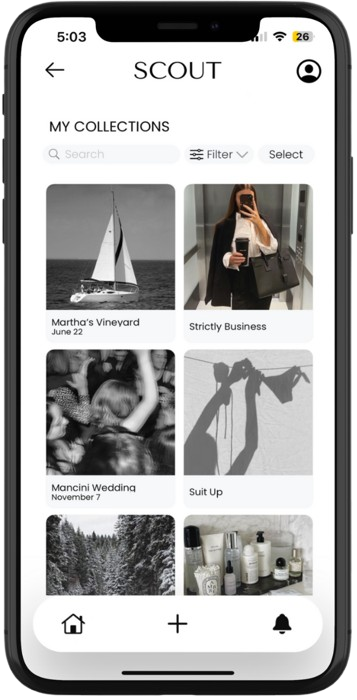 5:03
26
SCOUT
MY COLLECTIONS
Search
Filter
Select
Martha's Vineyard
June 22
Strictly Business
Mancini Wedding
November 7
Suit Up